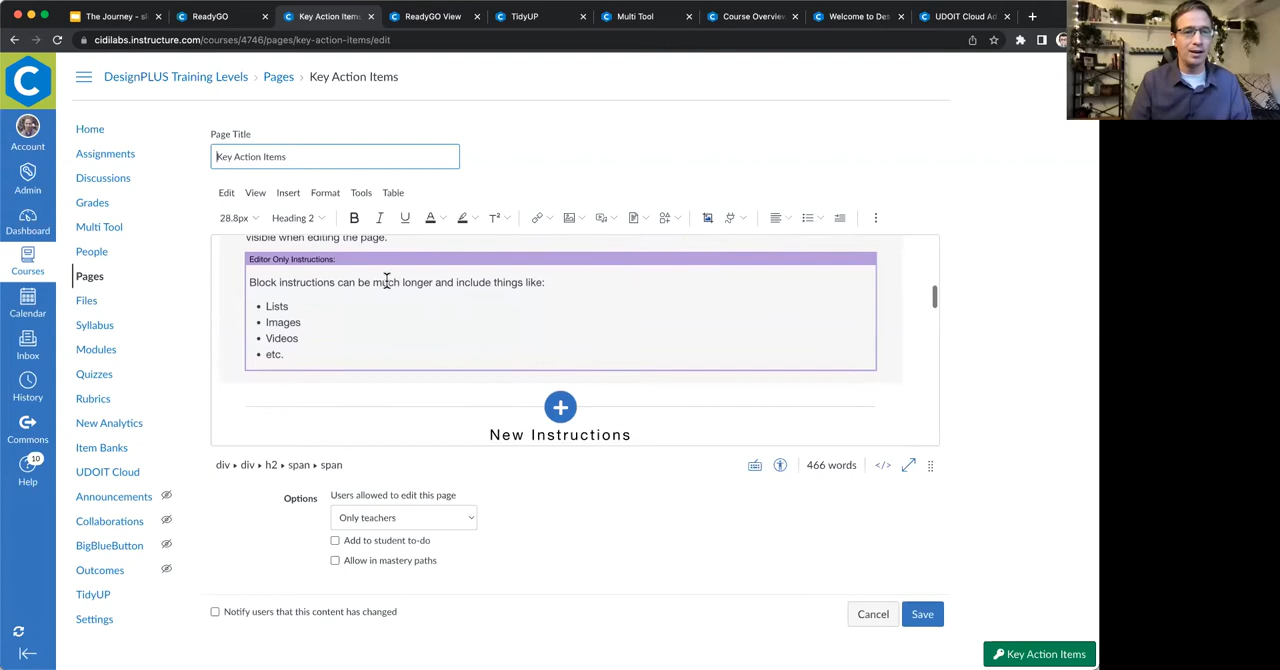 The Journey - sl
ReadyGO
Key Action Items
ReadyGO View
TidyUP
Multi Tool
Course Overview
Welcome to Des
UDOIT Cloud Ad
cidilabs.instructure.com/courses/4746/pages/key-action-items/edit
DesignPLUS Training Levels › Pages › Key Action Items
Account
Admin
Dashboard
Courses
Calendar
Inbox
History
Commons
10
Help
Home
Assignments
Discussions
Grades
Multi Tool
People
Pages
Files
Syllabus
Modules
Quizzes
Rubrics
New Analytics
Item Banks
UDOIT Cloud
Announcements
Collaborations
BigBlueButton
Outcomes
TidyUP
Settings
Page Title
Key Action Items
Edit View Insert Format Tools Table
28.8px Heading 2 B I U A T²
visible when editing the page.
Editor Only Instructions:
Block instructions can be much longer and include things like:
• Lists
• Images
• Videos
• etc.
New Instructions
div ▸ div ▸ h2 ▸ span ▸ span
466 words </>
Options
Users allowed to edit this page
Only teachers
Add to student to-do
Allow in mastery paths
Notify users that this content has changed
Cancel
Save
Key Action Items